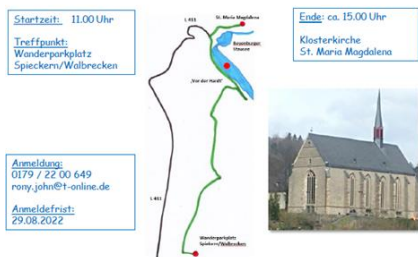 Startzeit: 11.00 Uhr
Treffpunkt:
Wanderparkplatz
Spieckern/Walbrecken
Anmeldung:
0179 / 22 00 649
rony.john@t-online.de
Anmeldefrist:
29.08.2022
L 411
St. Maria Magdalena
Beyenburger
Stausee
„Vor der Hardt“
L 411
Wanderparkplatz
Spieckern/Walbrecken
Ende: ca. 15.00 Uhr
Klosterkirche
St. Maria Magdalena